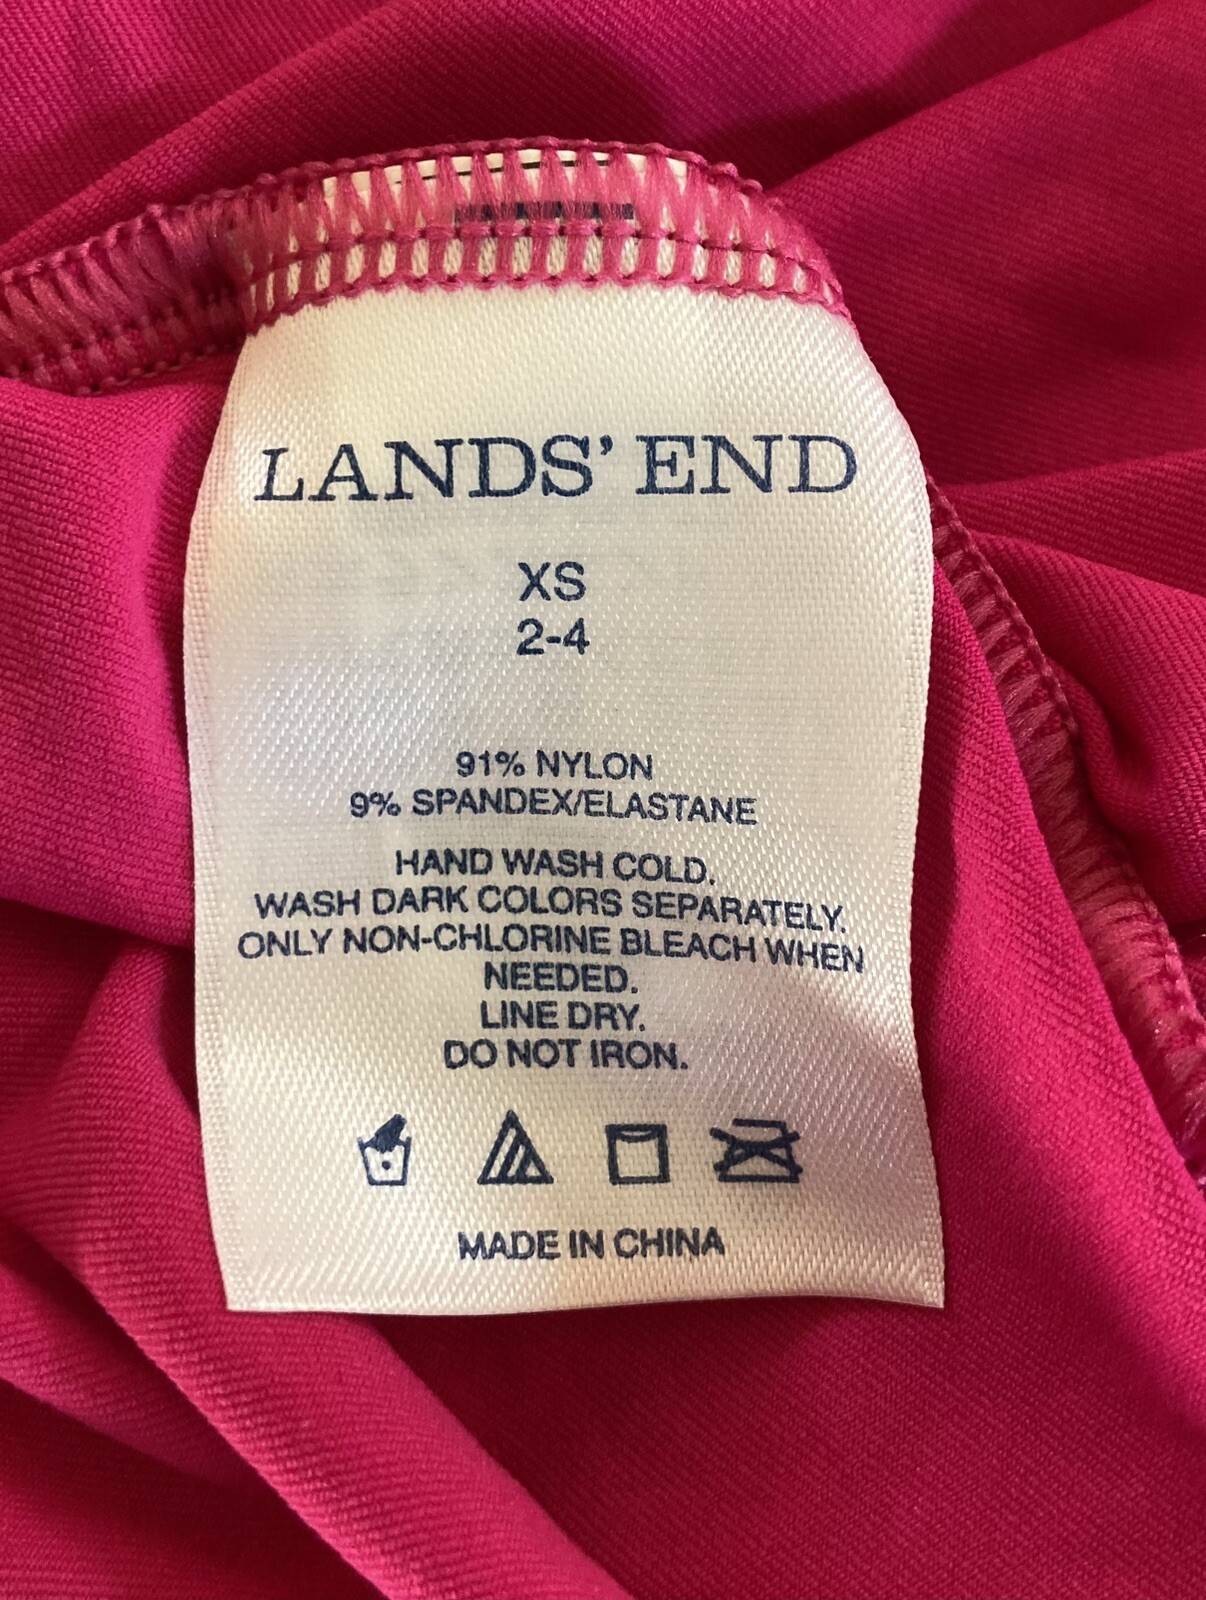 LANDS' END
XS
2-4
91% NYLON
9% SPANDEX/ELASTANE
HAND WASH COLD.
WASH DARK COLORS SEPARATELY.
ONLY NON-CHLORINE BLEACH WHEN
NEEDED.
LINE DRY.
DO NOT IRON.
MADE IN CHINA